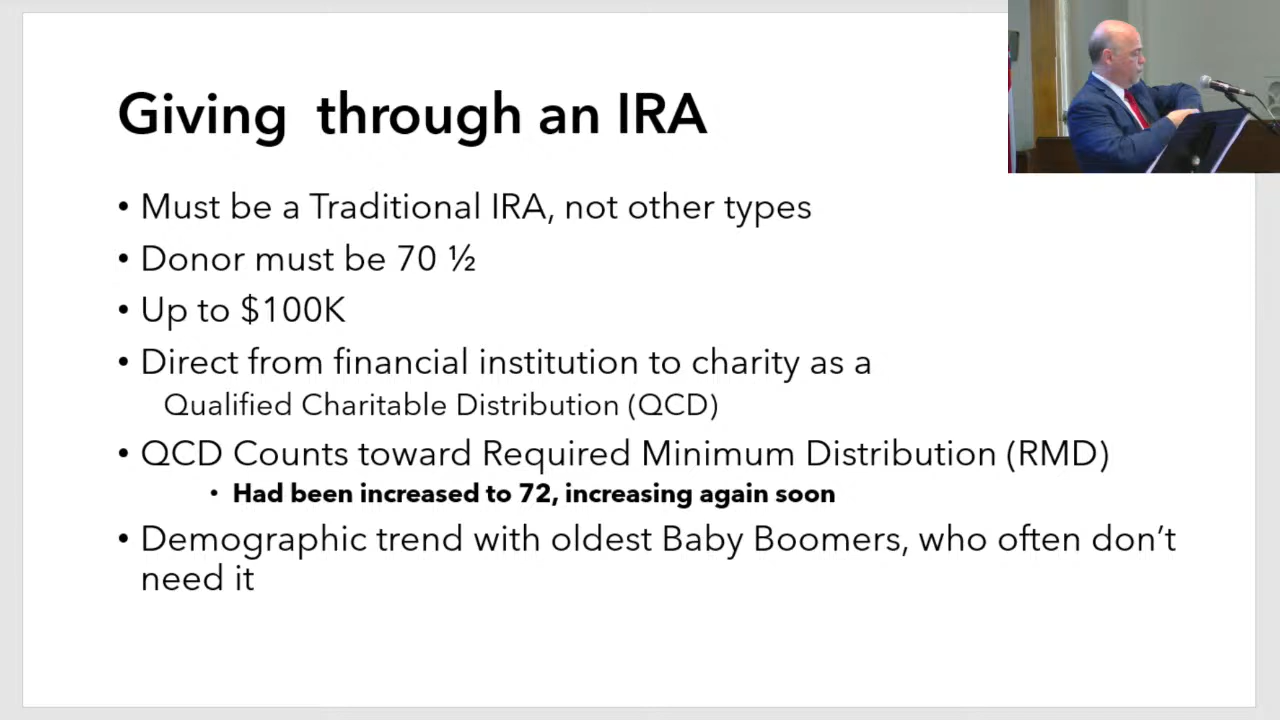 Giving  through an IRA
• Must be a Traditional IRA, not other types
• Donor must be 70 ½
• Up to $100K
• Direct from financial institution to charity as a
Qualified Charitable Distribution (QCD)
• QCD Counts toward Required Minimum Distribution (RMD)
• Had been increased to 72, increasing again soon
• Demographic trend with oldest Baby Boomers, who often don’t
need it